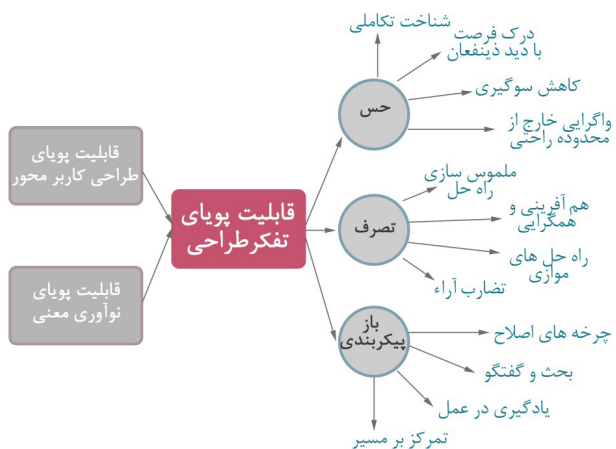 شناخت تکاملی
درک فرصت
با دید ذینفعان
کاهش سوگیری
واگرایی خارج از
محدوده راحتی
حس
قابلیت پویای
طراحی کاربر محور
قابلیت پویای
تفکرطراحی
قابلیت پویای
نوآوری معنی
ملموس سازی
راه حل
هم آفرینی و
همگرایی
راه حل های
موازی
تضارب آراء
تصرف
باز
پیکربندی
چرخه های اصلاح
بحث و گفتگو
یادگیری در عمل
تمرکز بر مسیر